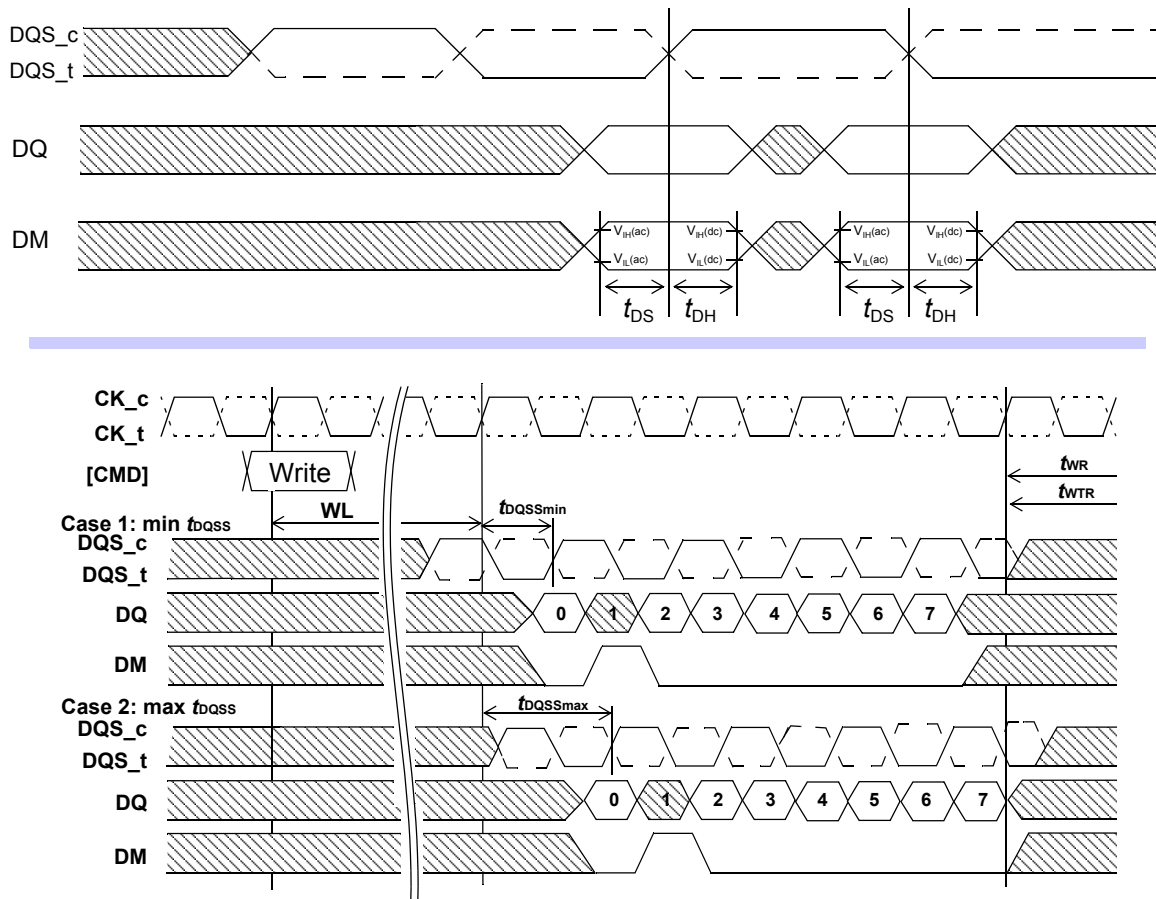 DQS_c
DQS_t
DQ
DM
VIH(ac) VIH(dc) VIH(ac) VIH(dc)
VIL(ac) VIL(dc) VIL(ac) VIL(dc)
tDS tDH tDS tDH
CK_c
CK_t
[CMD] Write
tWR
tWTR
WL tDQSSmin
Case 1: min tDQSS
DQS_c
DQS_t
DQ 0 1 2 3 4 5 6 7
DM
Case 2: max tDQSS tDQSSmax
DQS_c
DQS_t
DQ 0 1 2 3 4 5 6 7
DM